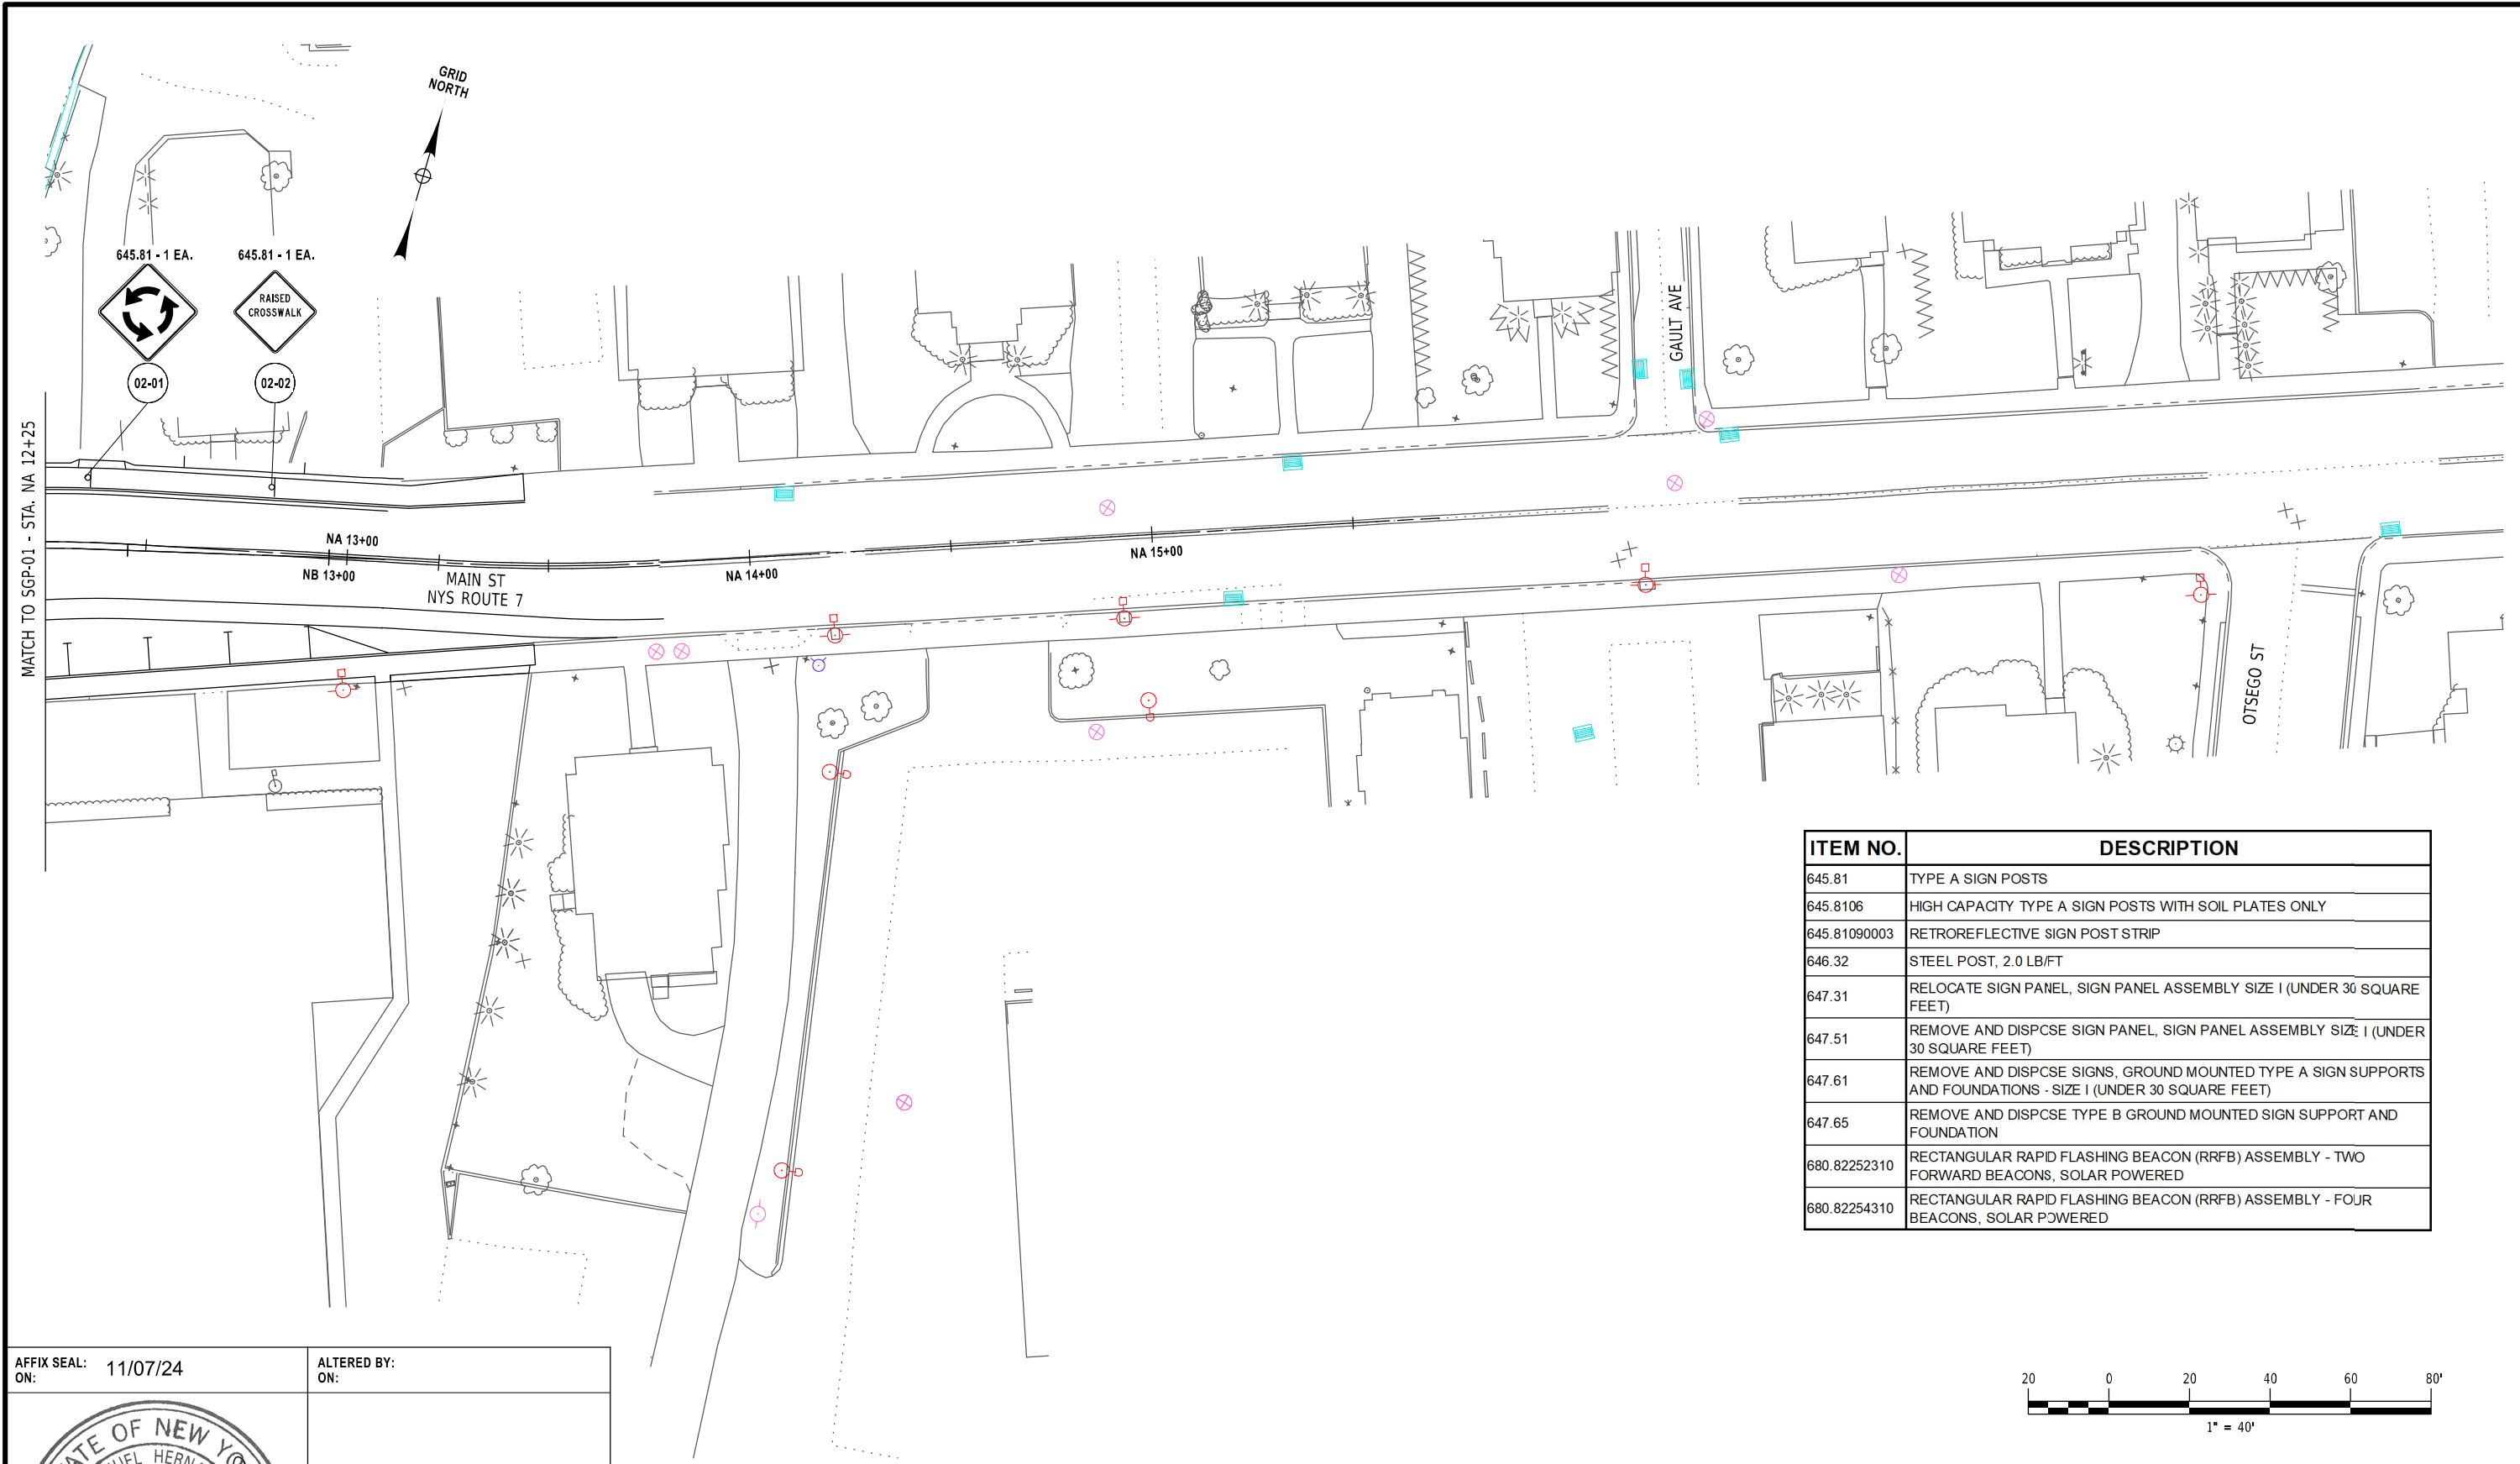 GRID
NORTH
645.81 - 1 EA.
645.81 - 1 EA.
RAISED
CROSSWALK
02-01
02-02
MATCH TO SGP-01 - STA. NA 12+25
GAULT AVE
NA 13+00
NB 13+00
MAIN ST
NYS ROUTE 7
NA 14+00
NA 15+00
OTSEGO ST
ITEM NO. DESCRIPTION
645.81 TYPE A SIGN POSTS
645.8106 HIGH CAPACITY TYPE A SIGN POSTS WITH SOIL PLATES ONLY
645.81090003 RETROREFLECTIVE SIGN POST STRIP
646.32 STEEL POST, 2.0 LB/FT
647.31 RELOCATE SIGN PANEL, SIGN PANEL ASSEMBLY SIZE I (UNDER 30 SQUARE
FEET)
647.51 REMOVE AND DISPOSE SIGN PANEL, SIGN PANEL ASSEMBLY SIZE I (UNDER
30 SQUARE FEET)
647.61 REMOVE AND DISPOSE SIGNS, GROUND MOUNTED TYPE A SIGN SUPPORTS
AND FOUNDATIONS - SIZE I (UNDER 30 SQUARE FEET)
647.65 REMOVE AND DISPOSE TYPE B GROUND MOUNTED SIGN SUPPORT AND
FOUNDATION
680.82252310 RECTANGULAR RAPID FLASHING BEACON (RRFB) ASSEMBLY - TWO
FORWARD BEACONS, SOLAR POWERED
680.82254310 RECTANGULAR RAPID FLASHING BEACON (RRFB) ASSEMBLY - FOUR
BEACONS, SOLAR POWERED
AFFIX SEAL: 11/07/24
ON:
ALTERED BY:
ON:
OF NEW
20 0 20 40 60 80'
1" = 40'